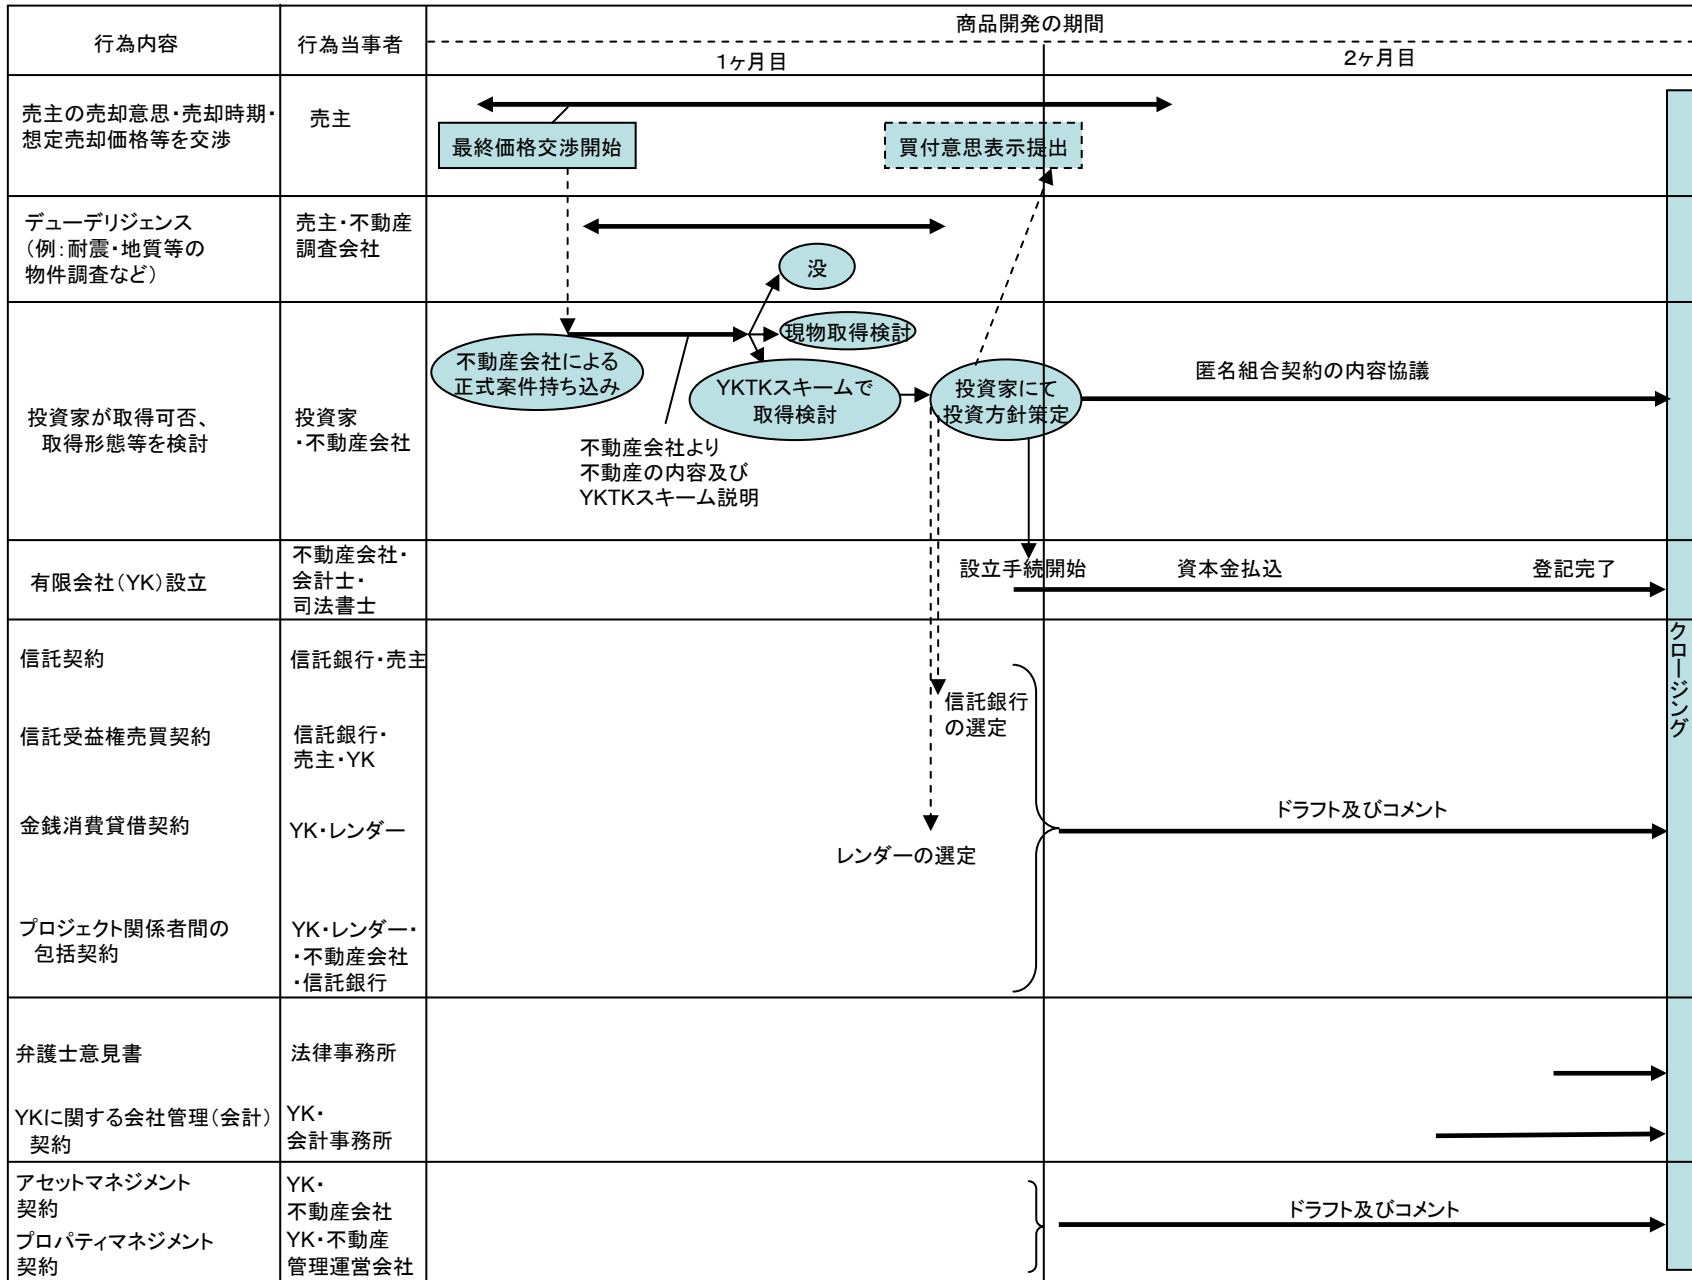 行為内容
行為当事者
商品開発の期間
1ヶ月目
2ヶ月目
売主の売却意思・売却時期・
想定売却価格等を交渉
売主
最終価格交渉開始
買付意思表示提出
デューデリジェンス
(例:耐震・地質等の
物件調査など)
売主・不動産
調査会社
没
現物取得検討
不動産会社による
正式案件持ち込み
YKTKスキームで
取得検討
投資家にて
投資方針策定
匿名組合契約の内容協議
投資家が取得可否、
取得形態等を検討
投資家
・不動産会社
不動産会社より
不動産の内容及び
YKTKスキーム説明
有限会社(YK)設立
不動産会社・
会計士・
司法書士
設立手続開始
資本金払込
登記完了
クロージング
信託契約
信託銀行・売主
信託銀行
の選定
信託受益権売買契約
信託銀行・
売主・YK
金銭消費貸借契約
YK・レンダー
レンダーの選定
ドラフト及びコメント
プロジェクト関係者間の
包括契約
YK・レンダー・
・不動産会社
・信託銀行
弁護士意見書
法律事務所
YKに関する会社管理(会計)
契約
YK・
会計事務所
アセットマネジメント
契約
YK・
不動産会社
ドラフト及びコメント
プロパティマネジメント
契約
YK・不動産
管理運営会社